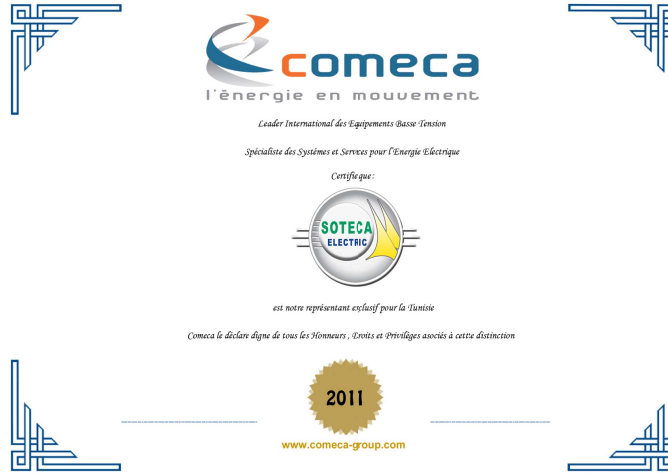 comeca
l'énergie en mouvement
Leader International des Equipements Basse Tension
Spécialiste des Systèmes et Servces pour l'Energie Electrique
Certifie que :
SOTECA
ELECTRIC
est notre représentant exclusif pour la Tunisie
Comeca le déclare digne de tous les Honneurs , Droits et Privilèges asociés à cettte distinction
2011
www.comeca-group.com